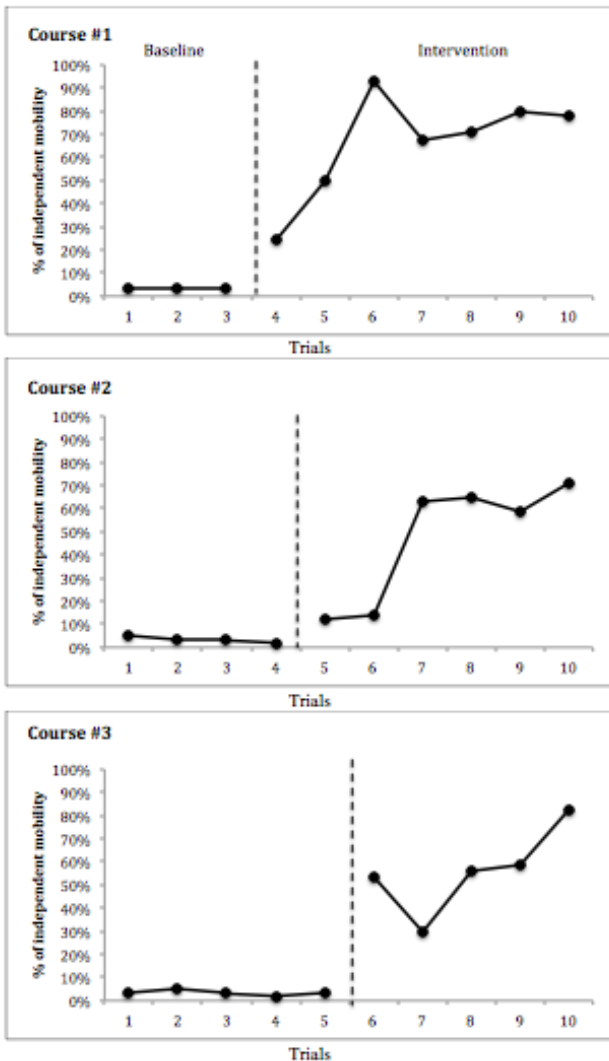 Course #1
Baseline Intervention
% of independent mobility
100%
90%
80%
70%
60%
50%
40%
30%
20%
10%
0%
1 2 3 4 5 6 7 8 9 10
Trials
Course #2
% of independent mobility
100%
90%
80%
70%
60%
50%
40%
30%
20%
10%
0%
1 2 3 4 5 6 7 8 9 10
Trials
Course #3
% of independent mobility
100%
90%
80%
70%
60%
50%
40%
30%
20%
10%
0%
1 2 3 4 5 6 7 8 9 10
Trials